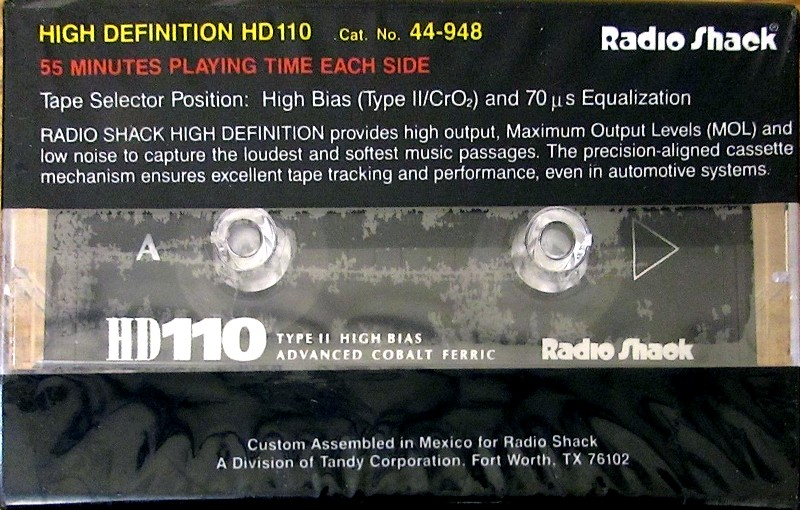 HIGH DEFINITION HD110 Cat. No. 44-948
Radio Shack®
55 MINUTES PLAYING TIME EACH SIDE
Tape Selector Position: High Bias (Type II/CrO₂) and 70 μs Equalization
RADIO SHACK HIGH DEFINITION provides high output, Maximum Output Levels (MOL) and
low noise to capture the loudest and softest music passages. The precision-aligned cassette
mechanism ensures excellent tape tracking and performance, even in automotive systems.
A
HD110 TYPE II HIGH BIAS
ADVANCED COBALT FERRIC
Radio Shack
Custom Assembled in Mexico for Radio Shack
A Division of Tandy Corporation, Fort Worth, TX 76102